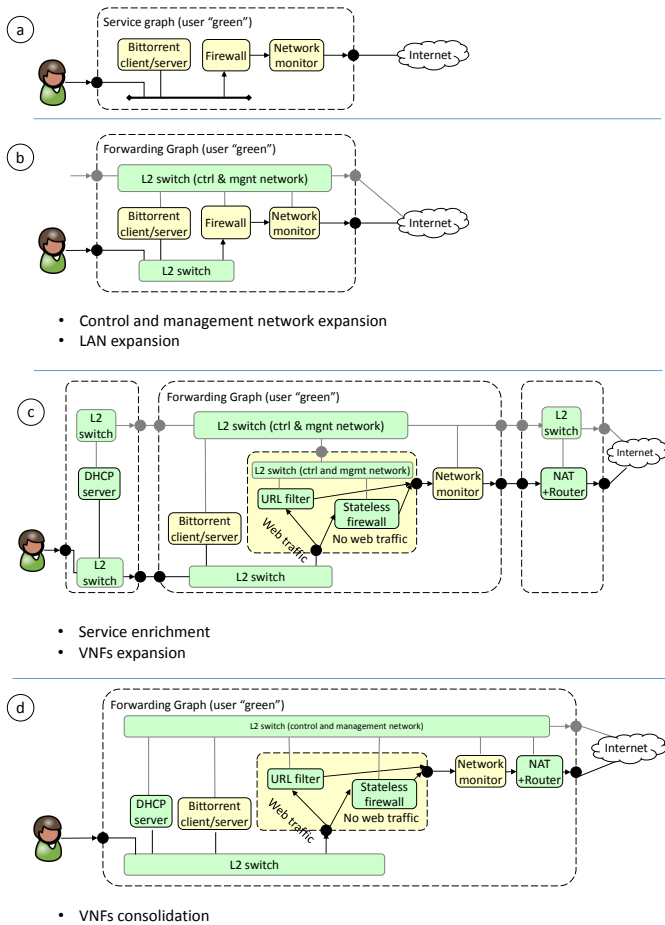 a
Service graph (user “green”)
Bittorrent
client/server
Firewall
Network
monitor
Internet
b
Forwarding Graph (user “green”)
L2 switch (ctrl & mgnt network)
Bittorrent
client/server
Firewall
Network
monitor
Internet
L2 switch
• Control and management network expansion
• LAN expansion
c
Forwarding Graph (user “green”)
L2
switch
L2 switch (ctrl & mgnt network)
L2
switch
Internet
L2 switch (ctrl and mgmt network)
DHCP
server
URL filter
Network
monitor
NAT
+Router
Stateless
firewall
Bittorrent
client/server
Web traffic
No web traffic
L2
switch
L2 switch
• Service enrichment
• VNFs expansion
d
Forwarding Graph (user “green”)
L2 switch (control and management network)
Internet
URL filter
Network
monitor
NAT
+Router
Stateless
firewall
DHCP
server
Bittorrent
client/server
Web traffic
No web traffic
L2 switch
• VNFs consolidation